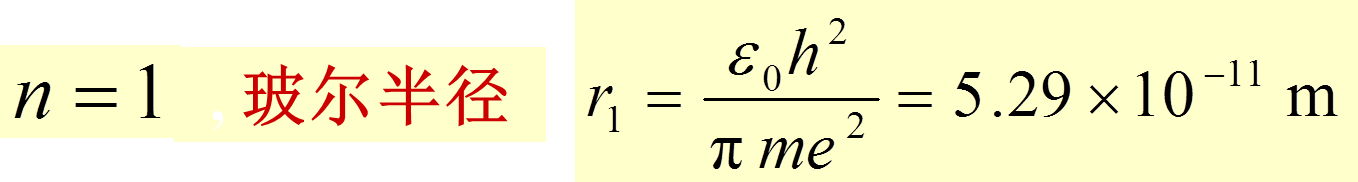 n = 1 , 玻尔半径 r₁ = ε₀h² / π me² = 5.29 × 10⁻¹¹ m